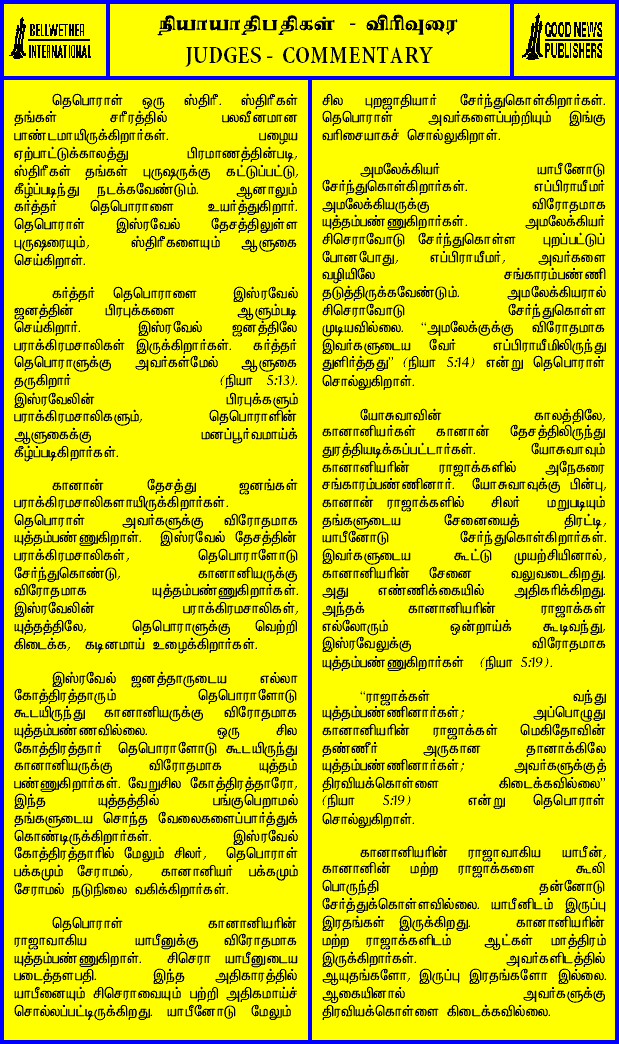 BELLWETHER
INTERNATIONAL
நியாயாதிபதிகள் - விரிவுரை
JUDGES - COMMENTARY
GOOD NEWS
PUBLISHERS
தெபொராள் ஒரு ஸ்திரீ. ஸ்திரீகள்
தங்கள் சரீரத்தில் பலவீனமான
பாண்டமாயிருக்கிறார்கள். பழைய
ஏற்பாட்டுக்காலத்து பிரமாணத்தின்படி,
ஸ்திரீகள் தங்கள் புருஷருக்கு கட்டுப்பட்டு,
கீழ்ப்படிந்து நடக்கவேண்டும். ஆனாலும்
கர்த்தர் தெபொராளை உயர்த்துகிறார்.
தெபொராள் இஸ்ரவேல் தேசத்திலுள்ள
புருஷரையும், ஸ்திரீகளையும் ஆளுகை
செய்கிறாள்.
கர்த்தர் தெபொராளை இஸ்ரவேல்
ஜனத்தின் பிரபுக்களை ஆளும்படி
செய்கிறார். இஸ்ரவேல் ஜனத்திலே
பராக்கிரமசாலிகள் இருக்கிறார்கள். கர்த்தர்
தெபொராளுக்கு அவர்கள்மேல் ஆளுகை
தருகிறார் (நியா 5:13).
இஸ்ரவேலின் பிரபுக்களும்
பராக்கிரமசாலிகளும், தெபொராளின்
ஆளுகைக்கு மனப்பூர்வமாய்க்
கீழ்ப்படிகிறார்கள்.
கானான் தேசத்து ஜனங்கள்
பராக்கிரமசாலிகளாயிருக்கிறார்கள்.
தெபொராள் அவர்களுக்கு விரோதமாக
யுத்தம்பண்ணுகிறாள். இஸ்ரவேல் தேசத்தின்
பராக்கிரமசாலிகள், தெபொராளோடு
சேர்ந்துகொண்டு, கானானியருக்கு
விரோதமாக யுத்தம்பண்ணுகிறார்கள்.
இஸ்ரவேலின் பராக்கிரமசாலிகள்,
யுத்தத்திலே, தெபொராளுக்கு வெற்றி
கிடைக்க, கடினமாய் உழைக்கிறார்கள்.
இஸ்ரவேல் ஜனத்தாருடைய எல்லா
கோத்திரத்தாரும் தெபொராளோடு
கூடயிருந்து கானானியருக்கு விரோதமாக
யுத்தம்பண்ணவில்லை. ஒரு சில
கோத்திரத்தார் தெபொராளோடு கூடயிருந்து
கானானியருக்கு விரோதமாக யுத்தம்
பண்ணுகிறார்கள். வேறுசில கோத்திரத்தாரோ,
இந்த யுத்தத்தில் பங்குபெறாமல்
தங்களுடைய சொந்த வேலைகளைப்பார்த்துக்
கொண்டிருக்கிறார்கள். இஸ்ரவேல்
கோத்திரத்தாரில் மேலும் சிலர், தெபொராள்
பக்கமும் சேராமல், கானானியர் பக்கமும்
சேராமல் நடுநிலை வகிக்கிறார்கள்.
தெபொராள் கானானியரின்
ராஜாவாகிய யாபீனுக்கு விரோதமாக
யுத்தம்பண்ணுகிறாள். சிசெரா யாபீனுடைய
படைத்தளபதி. இந்த அதிகாரத்தில்
யாபீனையும் சிசெராவையும் பற்றி அதிகமாய்ச்
சொல்லப்பட்டிருக்கிறது. யாபீனோடு மேலும்
சில புறஜாதியார் சேர்ந்துகொள்கிறார்கள்.
தெபொராள் அவர்களைப்பற்றியும் இங்கு
வரிசையாகச் சொல்லுகிறாள்.
அமலேக்கியர் யாபீனோடு
சேர்ந்துகொள்கிறார்கள். எப்பிராயீமர்
அமலேக்கியருக்கு விரோதமாக
யுத்தம்பண்ணுகிறார்கள். அமலேக்கியர்
சிசெராவோடு சேர்ந்துகொள்ள புறப்பட்டுப்
போனபோது, எப்பிராயீமர், அவர்களை
வழியிலே சங்காரம்பண்ணி
தடுத்திருக்கவேண்டும். அமலேக்கியரால்
சிசெராவோடு சேர்ந்துகொள்ள
முடியவில்லை. "அமலேக்குக்கு விரோதமாக
இவர்களுடைய வேர் எப்பிராயீமிலிருந்து
துளிர்த்தது" (நியா 5:14) என்று தெபொராள்
சொல்லுகிறாள்.
யோசுவாவின் காலத்திலே,
கானானியர்கள் கானான் தேசத்திலிருந்து
துரத்தியடிக்கப்பட்டார்கள். யோசுவாவும்
கானானியரின் ராஜாக்களில் அநேகரை
சங்காரம்பண்ணினார். யோசுவாவுக்கு பின்பு,
கானான் ராஜாக்களில் சிலர் மறுபடியும்
தங்களுடைய சேனையைத் திரட்டி,
யாபீனோடு சேர்ந்துகொள்கிறார்கள்.
இவர்களுடைய கூட்டு முயற்சியினால்,
கானானியரின் சேனை வலுவடைகிறது.
அது எண்ணிக்கையில் அதிகரிக்கிறது.
அந்தக் கானானியரின் ராஜாக்கள்
எல்லோரும் ஒன்றாய்க் கூடிவந்து,
இஸ்ரவேலுக்கு விரோதமாக
யுத்தம்பண்ணுகிறார்கள் (நியா 5:19).
"ராஜாக்கள் வந்து
யுத்தம்பண்ணினார்கள்; அப்பொழுது
கானானியரின் ராஜாக்கள் மெகிதோவின்
தண்ணீர் அருகான தானாக்கிலே
யுத்தம்பண்ணினார்கள்; அவர்களுக்குத்
திரவியக்கொள்ளை கிடைக்கவில்லை"
(நியா 5:19) என்று தெபொராள்
சொல்லுகிறாள்.
கானானியரின் ராஜாவாகிய யாபீன்,
கானானின் மற்ற ராஜாக்களை கூலி
பொருந்தி தன்னோடு
சேர்த்துக்கொள்ளவில்லை. யாபீனிடம் இருப்பு
இரதங்கள் இருக்கிறது. கானானியரின்
மற்ற ராஜாக்களிடம் ஆட்கள் மாத்திரம்
இருக்கிறார்கள். அவர்களிடத்தில்
ஆயுதங்களோ, இருப்பு இரதங்களோ இல்லை.
ஆகையினால் அவர்களுக்கு
திரவியக்கொள்ளை கிடைக்கவில்லை.